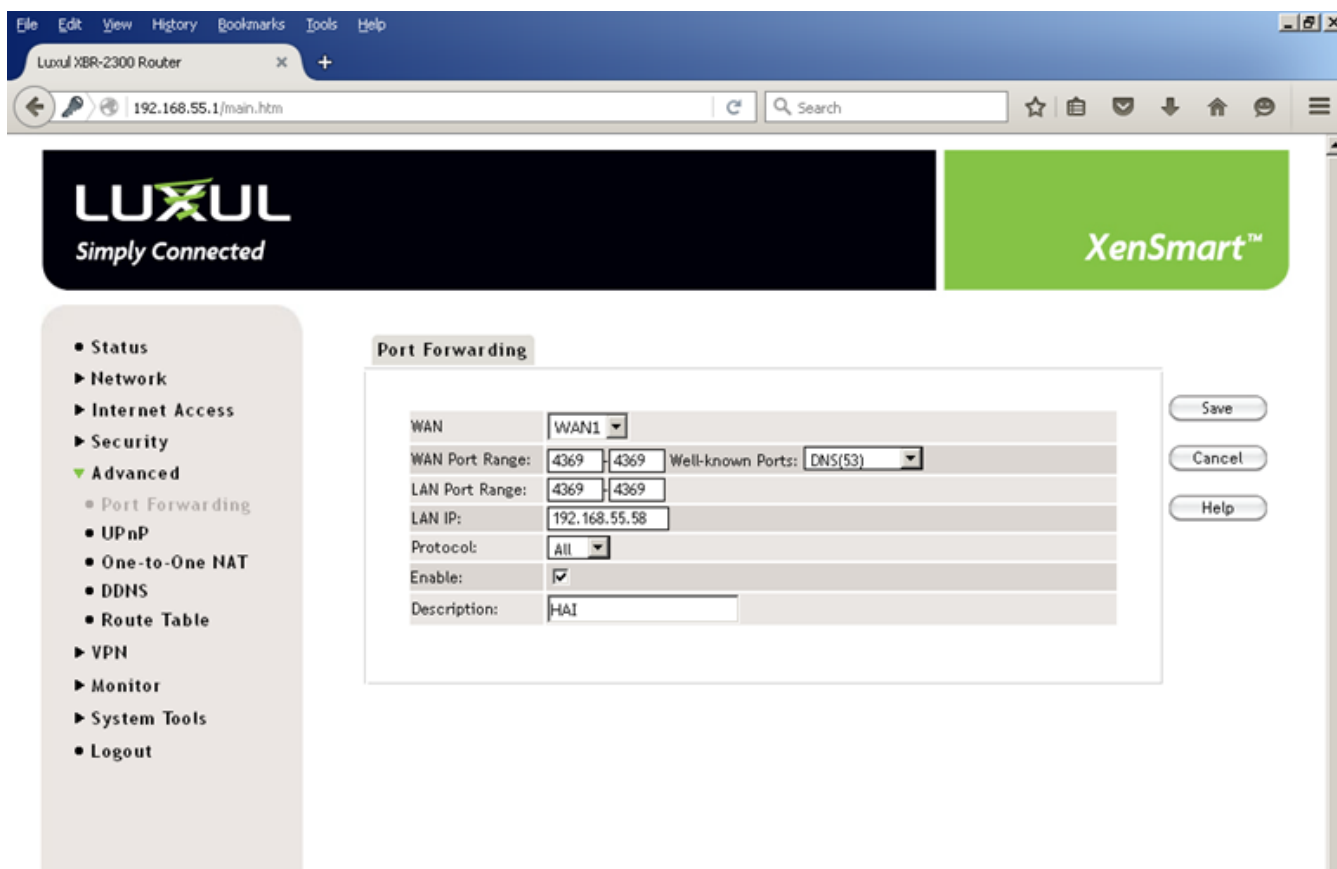 File Edit View History Bookmarks Tools Help
Luxul XBR-2300 Router
192.168.55.1/main.htm Search
LUXUL
Simply Connected
XenSmart™
Status
Network
Internet Access
Security
Advanced
Port Forwarding
UPnP
One-to-One NAT
DDNS
Route Table
VPN
Monitor
System Tools
Logout
Port Forwarding
WAN WAN1
WAN Port Range: 4369 - 4369 Well-known Ports: DNS(53)
LAN Port Range: 4369 - 4369
LAN IP: 192.168.55.58
Protocol: All
Enable:
Description: HAI
Save
Cancel
Help